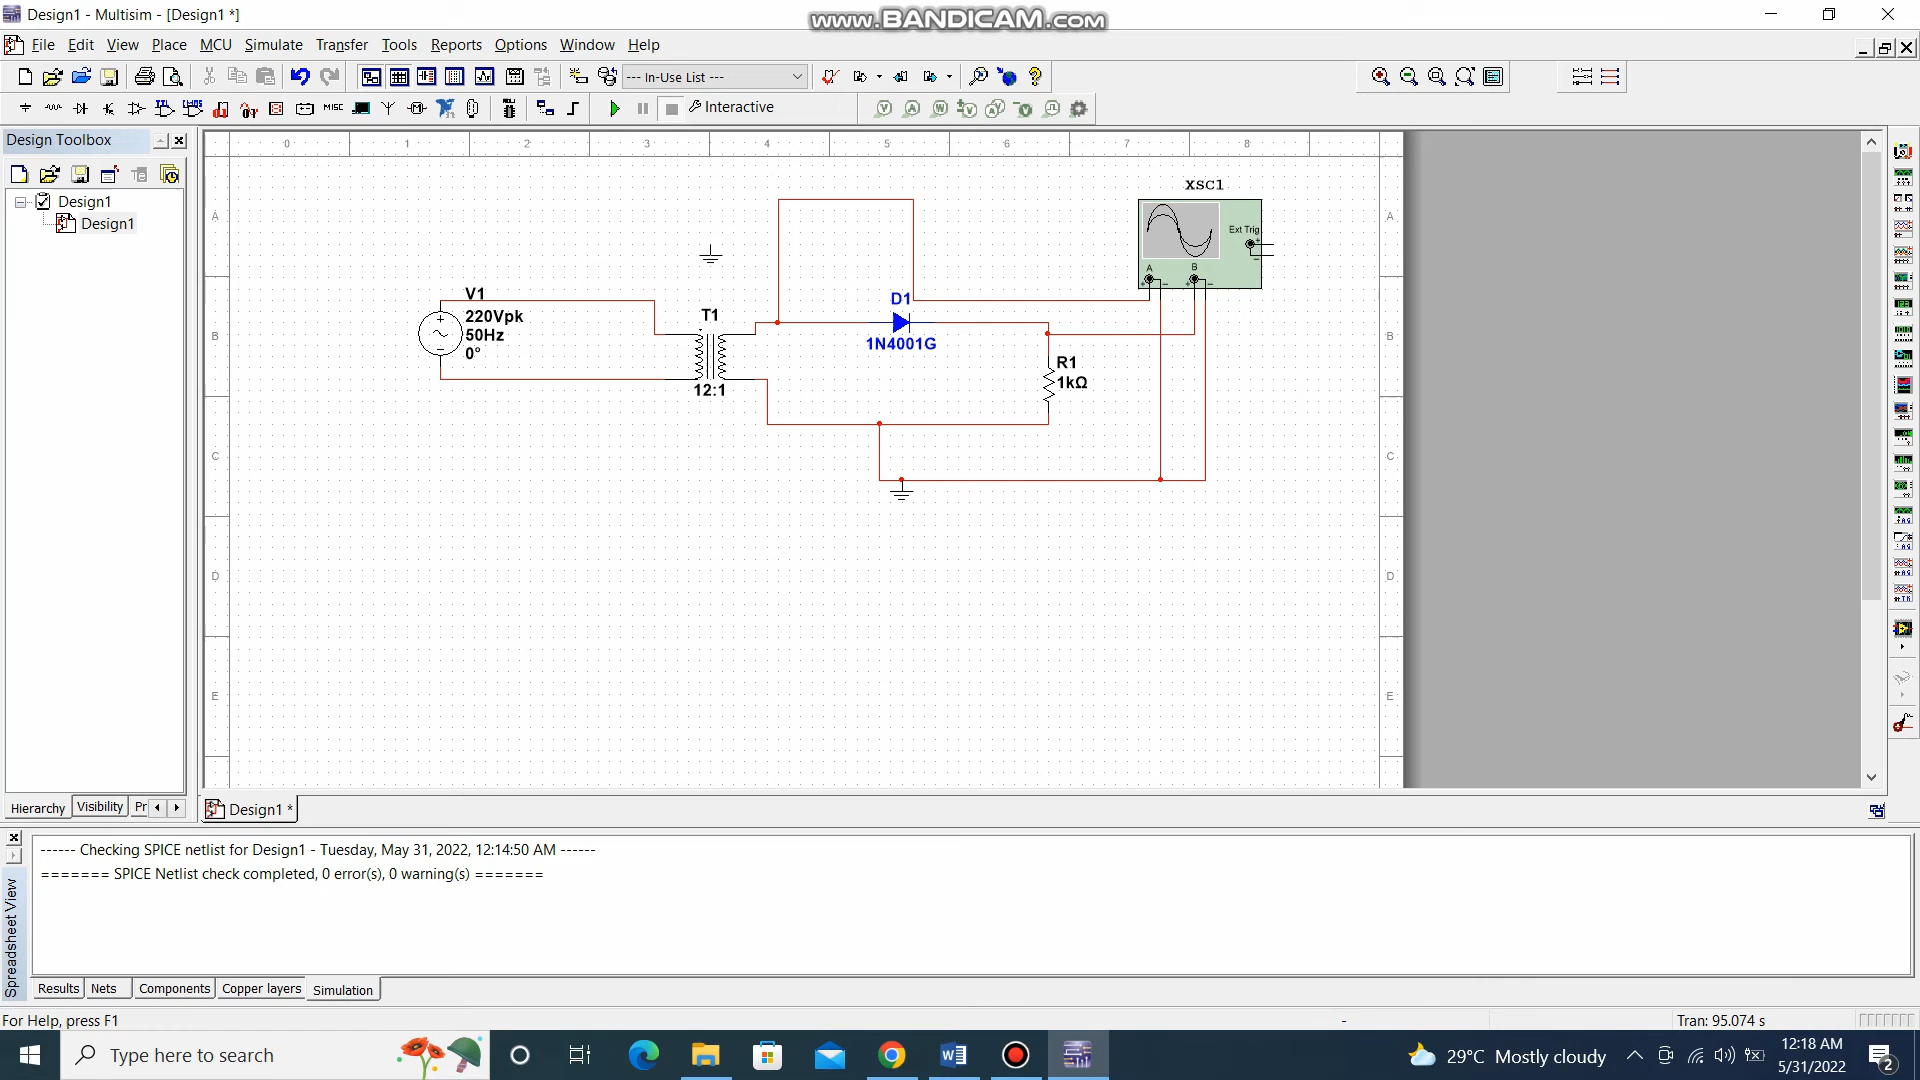 Design1 - Multisim - [Design1 *]
www.BANDICAM.com
File Edit View Place MCU Simulate Transfer Tools Reports Options Window Help
--- In-Use List ---
MISC
Interactive
Design Toolbox
0 1 2 3 4 5 6 7 8
Design1
Design1
XSC1
A
A
Ext Trig
+
−
A
B
+ − + −
V1
220Vpk
50Hz
0°
T1
12:1
D1
1N4001G
R1
1kΩ
B
B
C
C
D
D
E
E
Hierarchy Visibility Pr
Design1 *
------ Checking SPICE netlist for Design1 - Tuesday, May 31, 2022, 12:14:50 AM ------
======= SPICE Netlist check completed, 0 error(s), 0 warning(s) =======
Spreadsheet View
Results Nets Components Copper layers Simulation
For Help, press F1
-
Tran: 95.074 s
Type here to search
29°C Mostly cloudy
12:18 AM
5/31/2022
2